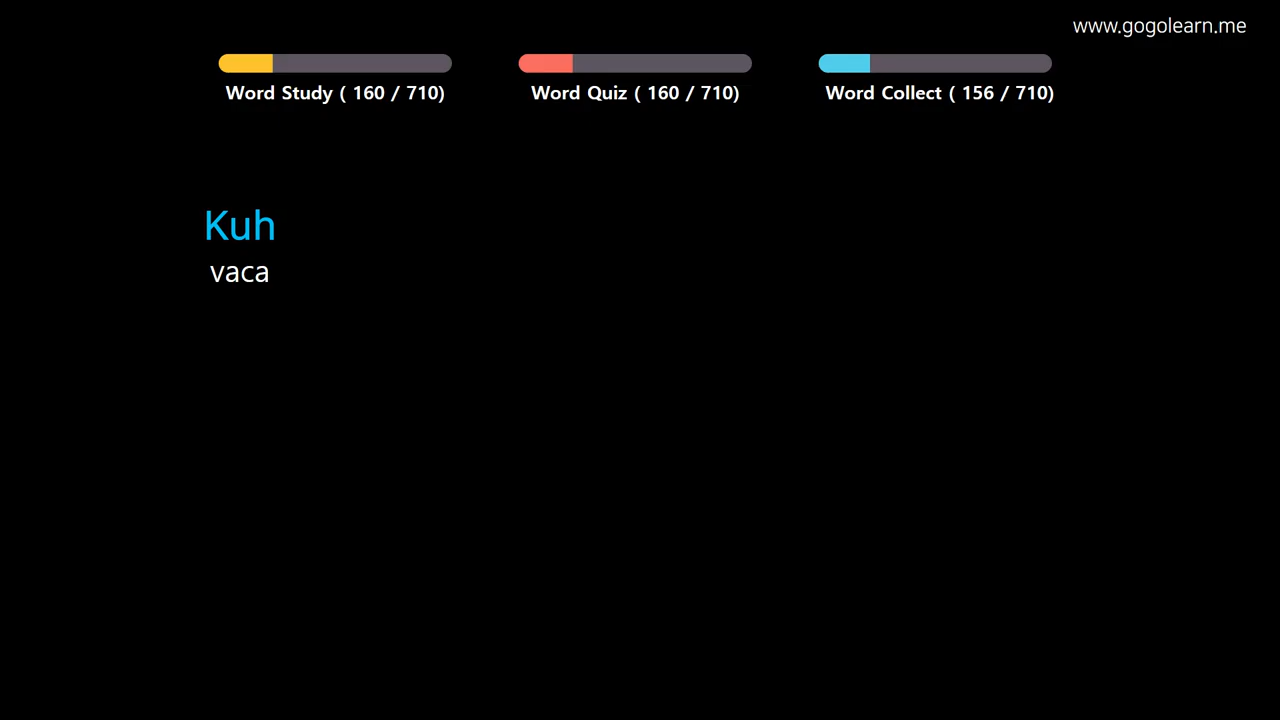 www.gogolearn.me
Word Study ( 160 / 710)
Word Quiz ( 160 / 710)
Word Collect ( 156 / 710)
Kuh
vaca